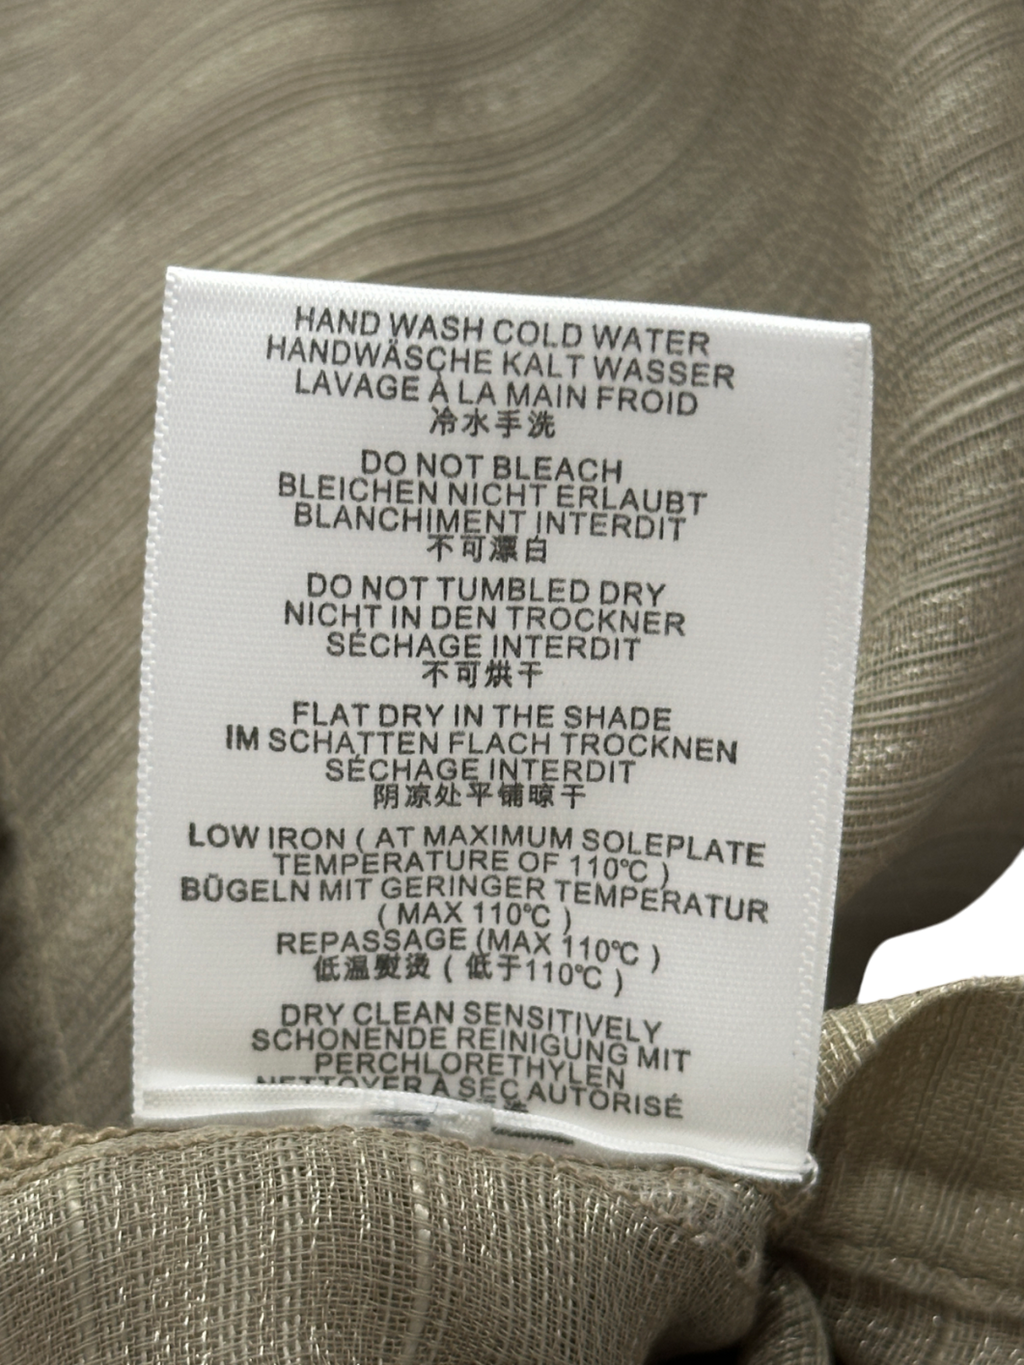 HAND WASH COLD WATER
HANDWÄSCHE KALT WASSER
LAVAGE À LA MAIN FROID
冷水手洗
DO NOT BLEACH
BLEICHEN NICHT ERLAUBT
BLANCHIMENT INTERDIT
不可漂白
DO NOT TUMBLED DRY
NICHT IN DEN TROCKNER
SÉCHAGE INTERDIT
不可烘干
FLAT DRY IN THE SHADE
IM SCHATTEN FLACH TROCKNEN
SÉCHAGE INTERDIT
阴凉处平铺晾干
LOW IRON ( AT MAXIMUM SOLEPLATE
TEMPERATURE OF 110℃ )
BÜGELN MIT GERINGER TEMPERATUR
( MAX 110℃ )
REPASSAGE (MAX 110℃ )
低温熨烫 ( 低于110℃ )
DRY CLEAN SENSITIVELY
SCHONENDE REINIGUNG MIT
PERCHLORETHYLEN
NETTOYER À SEC AUTORISÉ